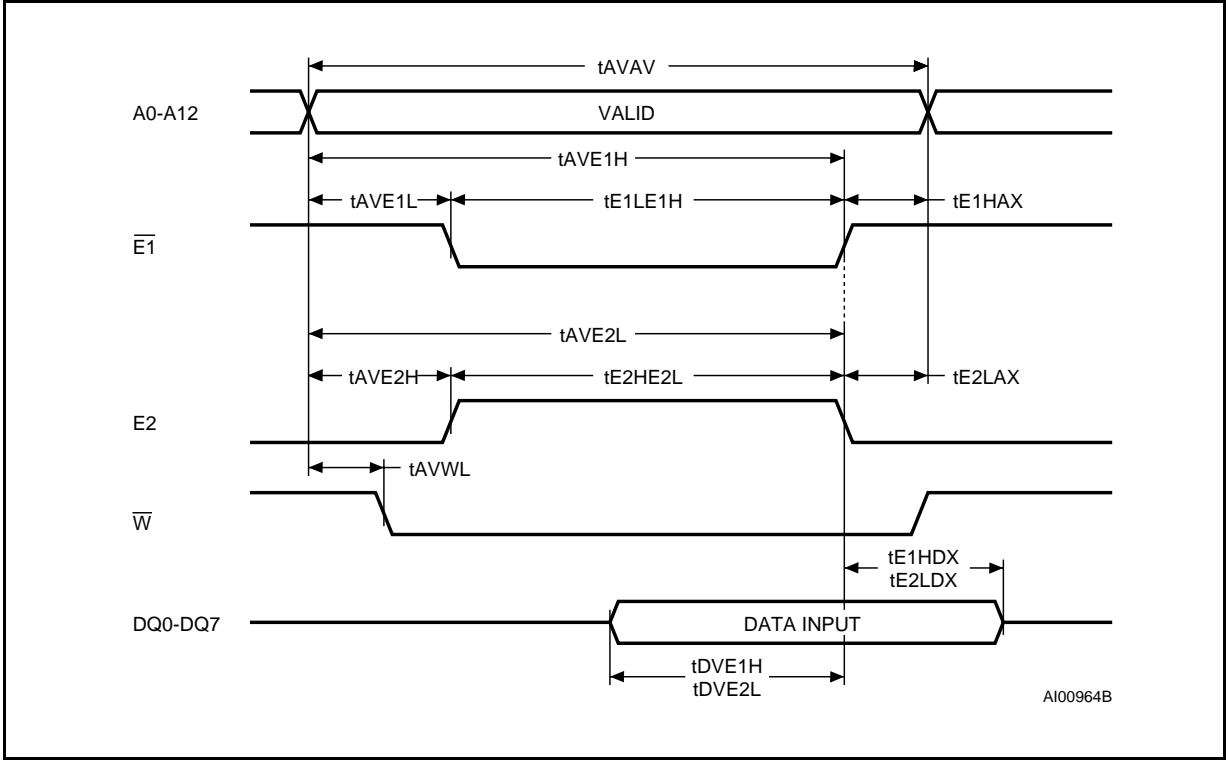 tAVAV
A0-A12
VALID
tAVE1H
tAVE1L
tE1LE1H
tE1HAX
E1
tAVE2L
tAVE2H
tE2HE2L
tE2LAX
E2
tAVWL
W
tE1HDX
tE2LDX
DQ0-DQ7
DATA INPUT
tDVE1H
tDVE2L
AI00964B